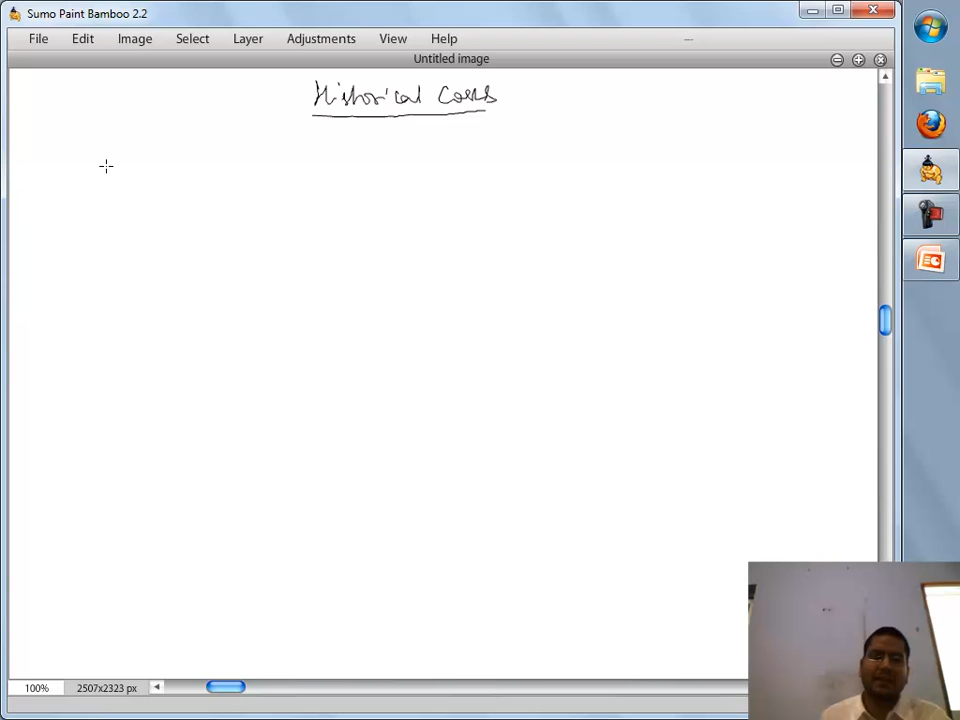 Sumo Paint Bamboo 2.2
File Edit Image Select Layer Adjustments View Help
Untitled image
Historical Costs
100% 2507x2323 px